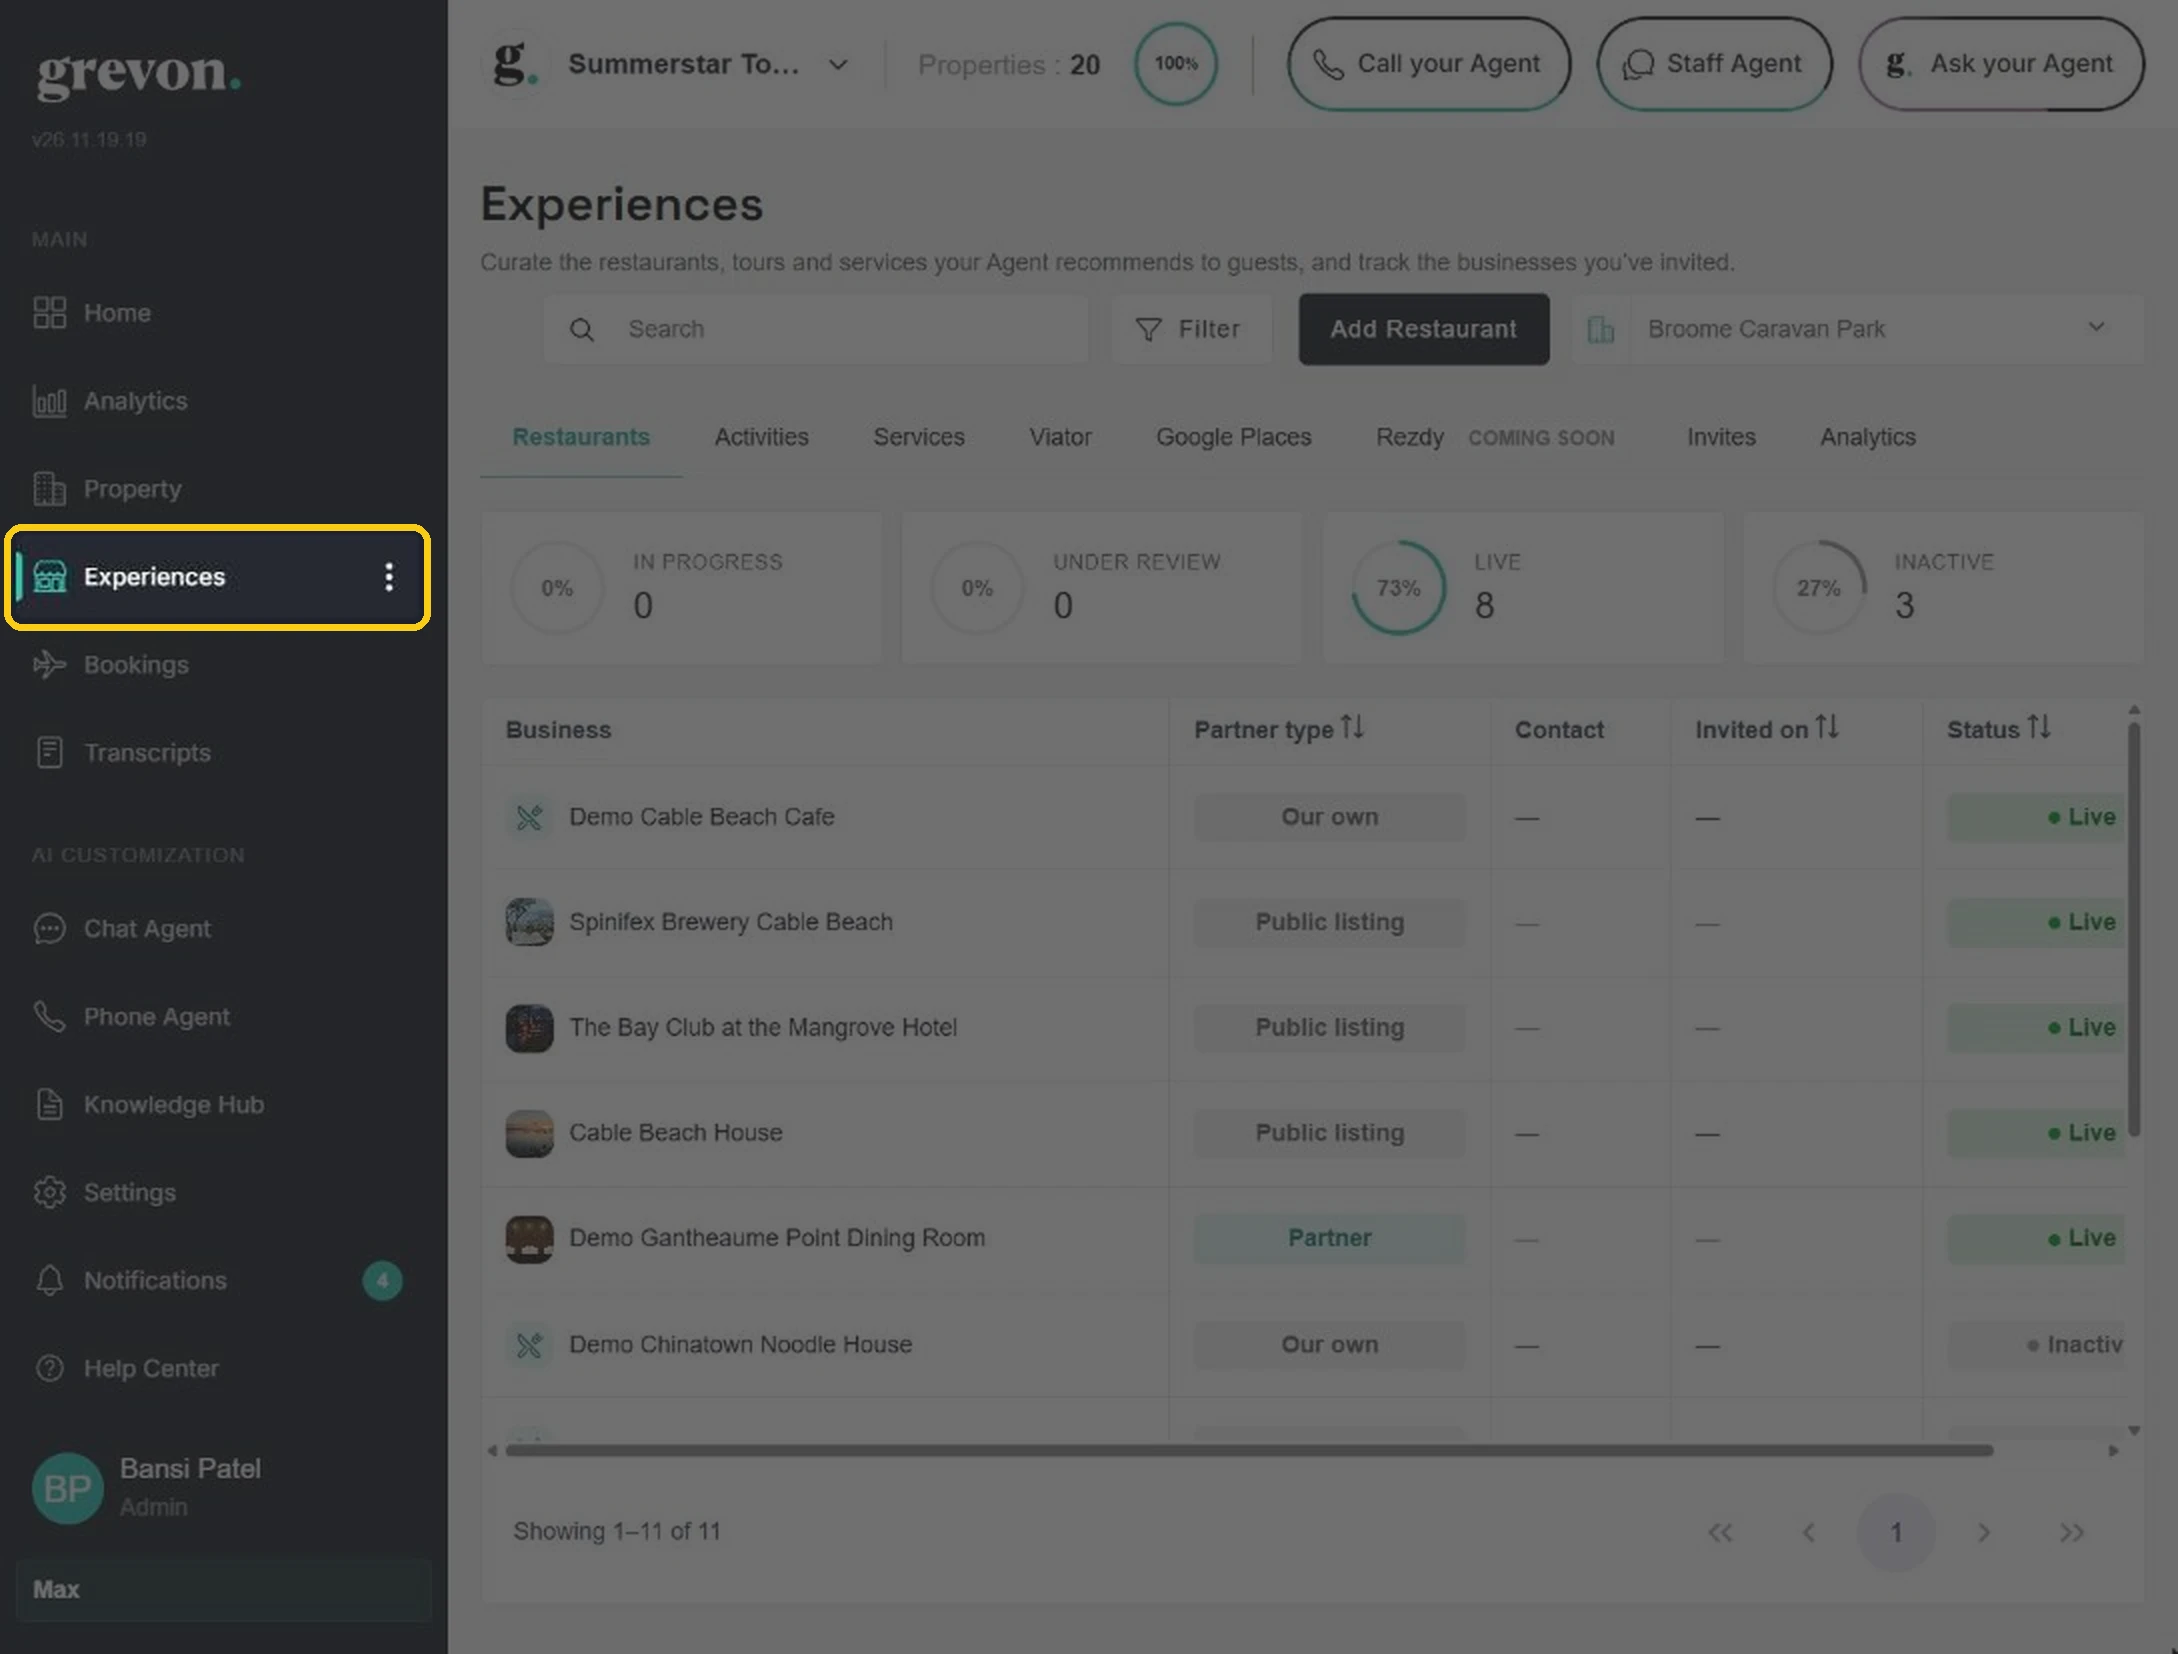 grevon.
v26.11.19.19
MAIN
Home
Analytics
Property
Experiences
Bookings
Transcripts
AI CUSTOMIZATION
Chat Agent
Phone Agent
Knowledge Hub
Settings
Notifications 4
Help Center
BP Bansi Patel
Admin
Max
g. Summerstar To... Properties : 20 100% Call your Agent Staff Agent g. Ask your Agent
Experiences
Curate the restaurants, tours and services your Agent recommends to guests, and track the businesses you've invited.
Search Filter Add Restaurant Broome Caravan Park
Restaurants Activities Services Viator Google Places Rezdy COMING SOON Invites Analytics
0% IN PROGRESS 0
0% UNDER REVIEW 0
73% LIVE 8
27% INACTIVE 3
Business Partner type Contact Invited on Status
Demo Cable Beach Cafe Our own — — Live
Spinifex Brewery Cable Beach Public listing — — Live
The Bay Club at the Mangrove Hotel Public listing — — Live
Cable Beach House Public listing — — Live
Demo Gantheaume Point Dining Room Partner — — Live
Demo Chinatown Noodle House Our own — — Inactiv
Showing 1–11 of 11 1